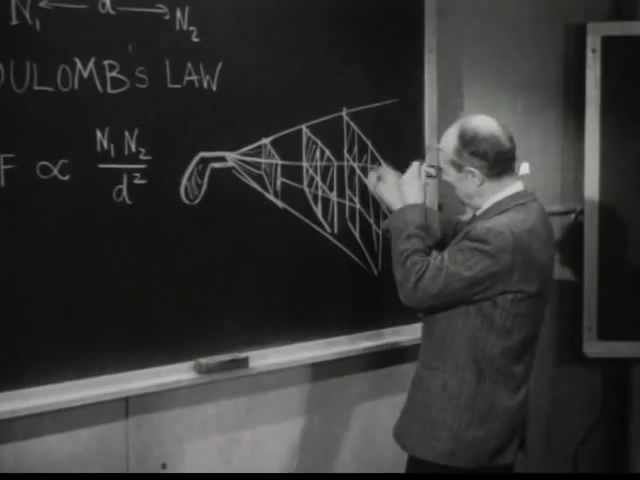 N₁ ← d → N₂
OULOMB'S LAW
F ∝ N₁ N₂ / d²